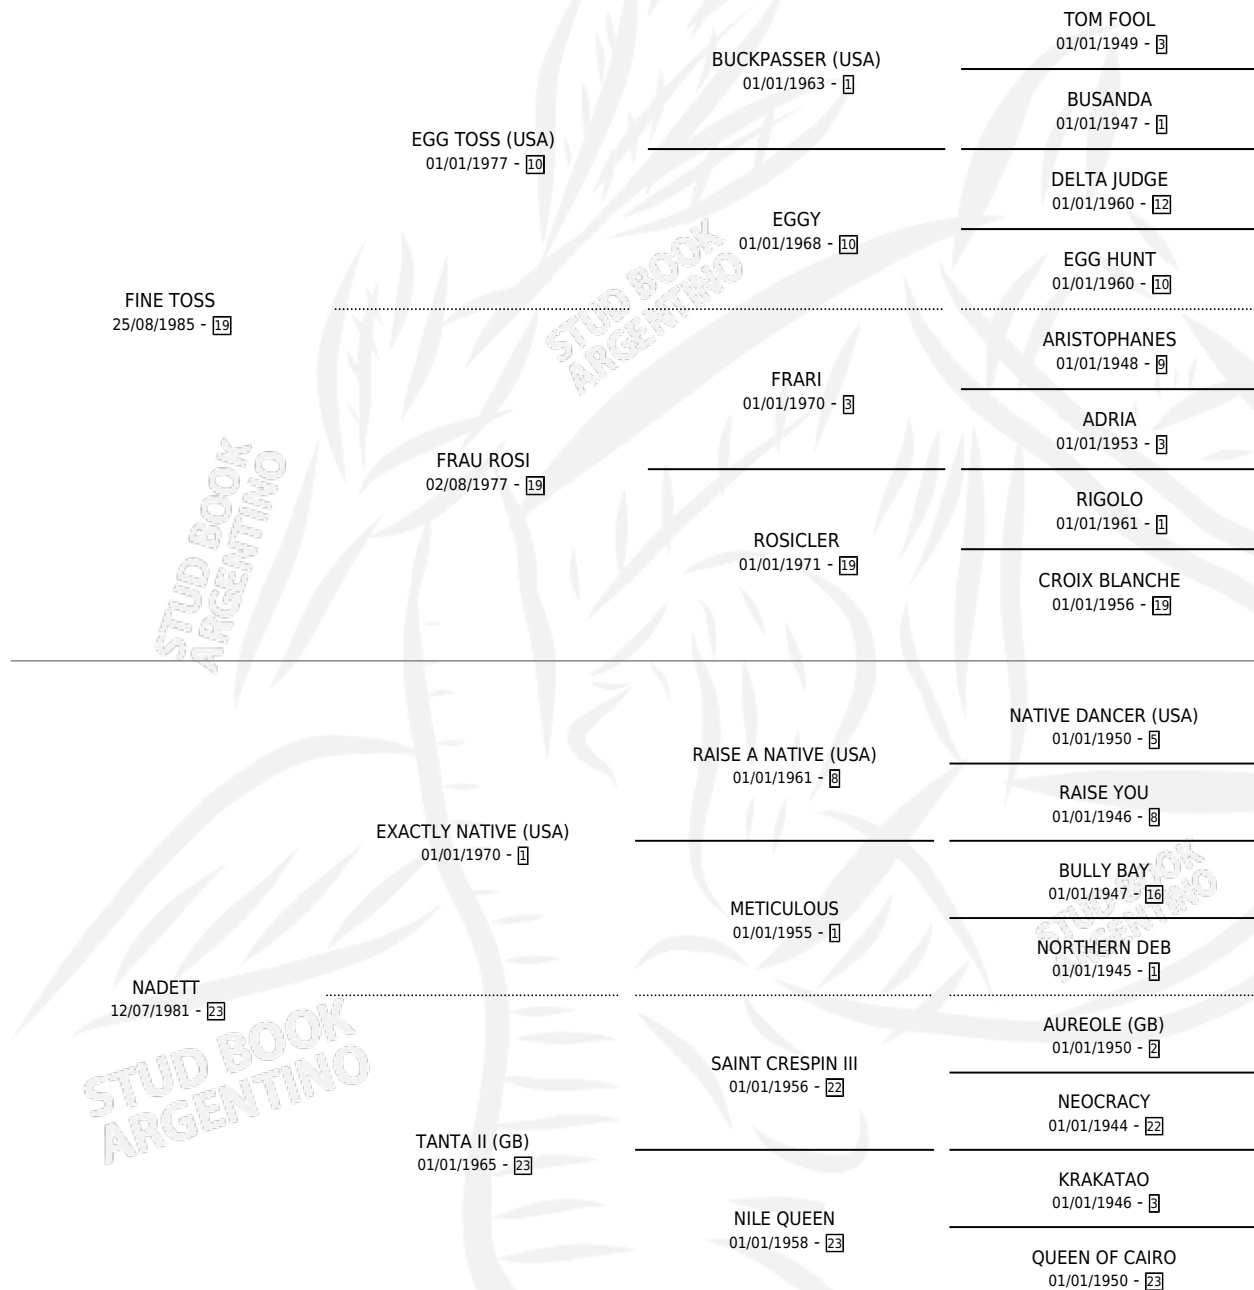 FINE TOSS
25/08/1985 - 19
EGG TOSS (USA)
01/01/1977 - 10
FRAU ROSI
02/08/1977 - 19
BUCKPASSER (USA)
01/01/1963 - 1
EGGY
01/01/1968 - 10
FRARI
01/01/1970 - 3
ROSICLER
01/01/1971 - 19
TOM FOOL
01/01/1949 - 3
BUSANDA
01/01/1947 - 1
DELTA JUDGE
01/01/1960 - 12
EGG HUNT
01/01/1960 - 10
ARISTOPHANES
01/01/1948 - 9
ADRIA
01/01/1953 - 3
RIGOLO
01/01/1961 - 1
CROIX BLANCHE
01/01/1956 - 19
STUD BOOK
ARGENTINO
STUD BOOK
ARGENTINO
NADETT
12/07/1981 - 23
EXACTLY NATIVE (USA)
01/01/1970 - 1
TANTA II (GB)
01/01/1965 - 23
RAISE A NATIVE (USA)
01/01/1961 - 8
METICULOUS
01/01/1955 - 1
SAINT CRESPIN III
01/01/1956 - 22
NILE QUEEN
01/01/1958 - 23
NATIVE DANCER (USA)
01/01/1950 - 5
RAISE YOU
01/01/1946 - 8
BULLY BAY
01/01/1947 - 16
NORTHERN DEB
01/01/1945 - 1
AUREOLE (GB)
01/01/1950 - 2
NEOCRACY
01/01/1944 - 22
KRAKATAO
01/01/1946 - 3
QUEEN OF CAIRO
01/01/1950 - 23
STUD BOOK
ARGENTINO
STUD BOOK
ARGENTINO